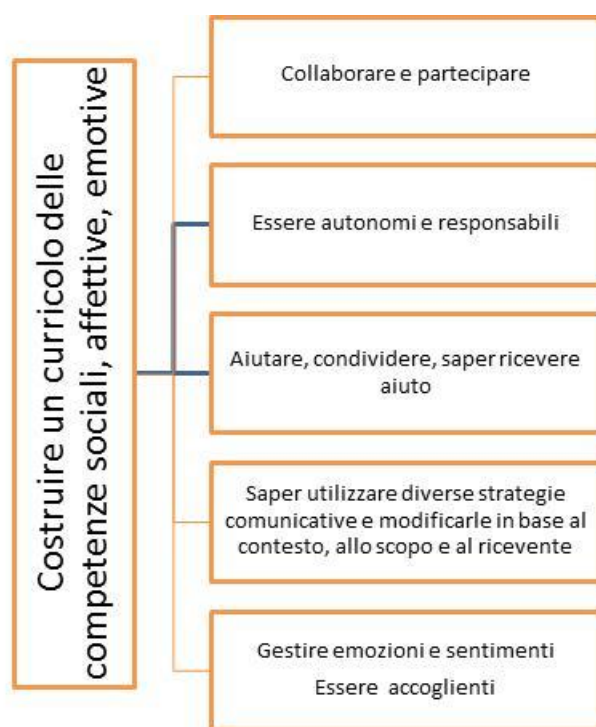 Costruire un curricolo delle
competenze sociali, affettive, emotive
Collaborare e partecipare
Essere autonomi e responsabili
Aiutare, condividere, saper ricevere
aiuto
Saper utilizzare diverse strategie
comunicative e modificarle in base al
contesto, allo scopo e al ricevente
Gestire emozioni e sentimenti
Essere accoglienti